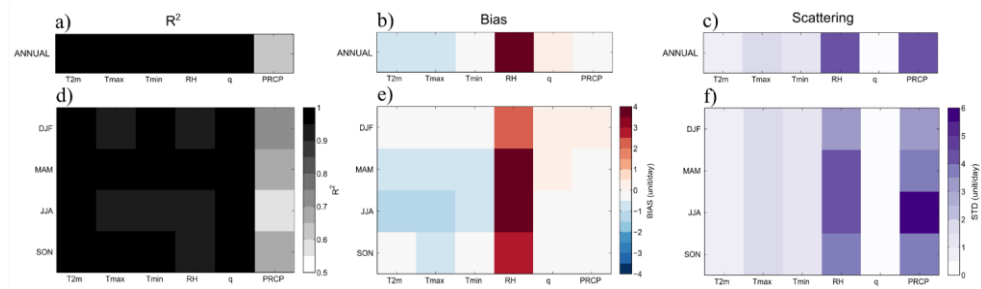 a) R² b) Bias c) Scattering
ANNUAL ANNUAL ANNUAL
T2m Tmax Tmin RH q PRCP T2m Tmax Tmin RH q PRCP T2m Tmax Tmin RH q PRCP
d) e) f)
DJF
MAM
JJA
SON
T2m Tmax Tmin RH q PRCP
1
0.9
0.8
0.7
0.6
0.5
R²
DJF
MAM
JJA
SON
T2m Tmax Tmin RH q PRCP
4
3
2
1
0
-1
-2
-3
-4
BIAS (unit/day)
DJF
MAM
JJA
SON
T2m Tmax Tmin RH q PRCP
6
5
4
3
2
1
0
STD (unit/day)